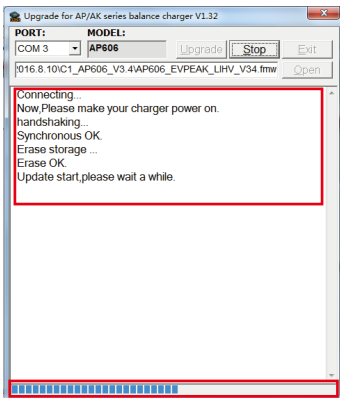 Upgrade for AP/AK series balance charger V1.32
PORT: MODEL:
COM 3 AP606 Upgrade Stop Exit
'016.8.10\C1_AP606_V3.4\AP606_EVPEAK_LIHV_V34.fmw Open
Connecting...
Now,Please make your charger power on.
handshaking...
Synchronous OK.
Erase storage ...
Erase OK.
Update start,please wait a while.